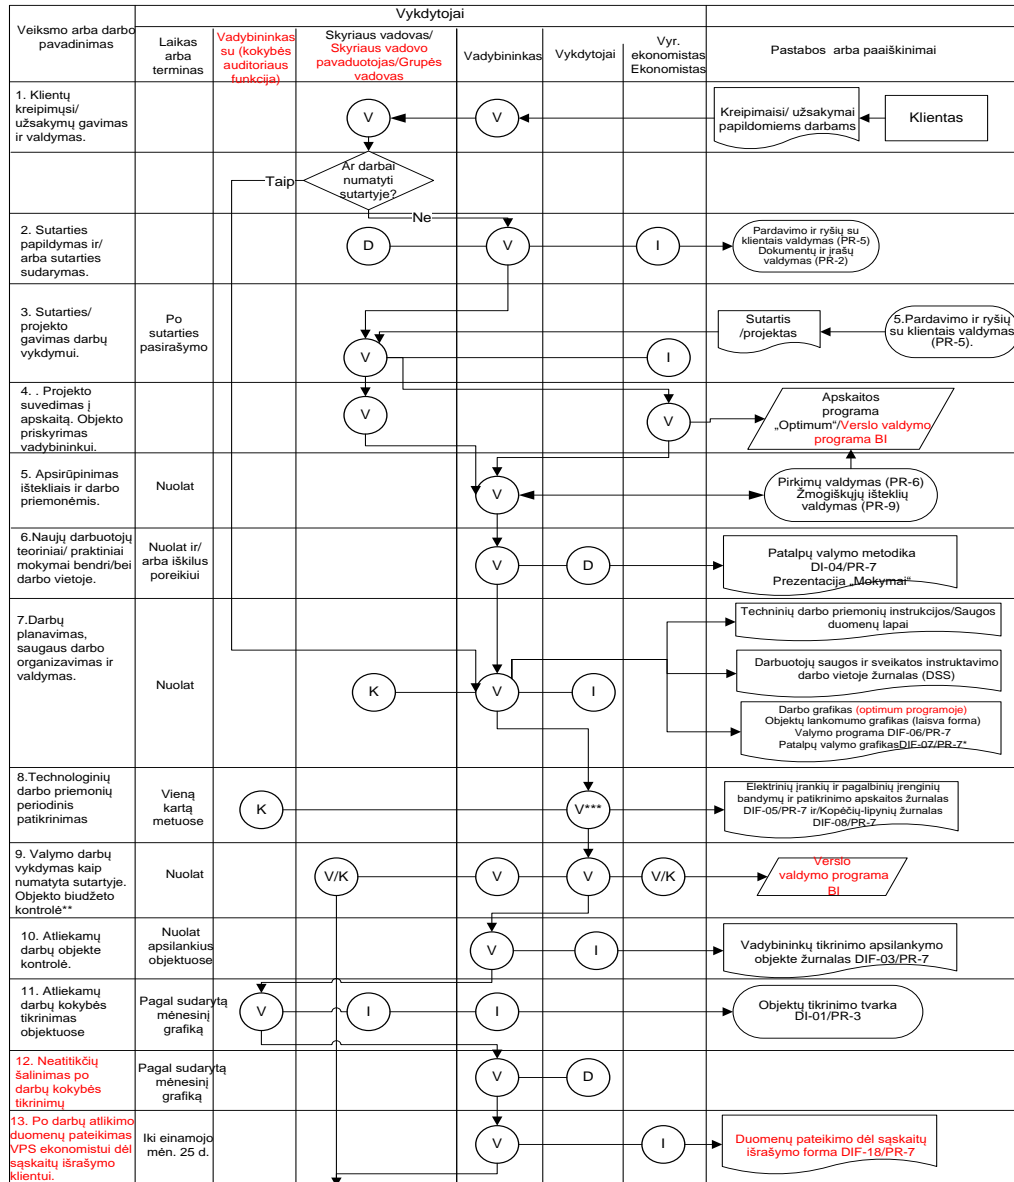 Vykdytojai
Veiksmo arba darbo
pavadinimas
Laikas
arba
terminas
Vadybininkas
su (kokybės
auditoriaus
funkcija)
Skyriaus vadovas/
Skyriaus vadovo
pavaduotojas/Grupės
vadovas
Vadybininkas
Vykdytojai
Vyr.
ekonomistas
Ekonomistas
Pastabos arba paaiškinimai
1. Klientų
kreipimųsi/
užsakymų gavimas
ir valdymas.
V
V
Kreipimaisi/ užsakymai
papildomiems darbams
Klientas
Ar darbai
numatyti
sutartyje?
Taip
Ne
2. Sutarties
papildymas ir/
arba sutarties
sudarymas.
D
V
I
Pardavimo ir ryšių su
klientais valdymas (PR-5)
Dokumentų ir įrašų
valdymas (PR-2)
3. Sutarties/
projekto
gavimas darbų
vykdymui.
Po
sutarties
pasirašymo
V
I
Sutartis
/projektas
5.Pardavimo ir ryšių
su klientais valdymas
(PR-5).
4. . Projekto
suvedimas į
apskaitą. Objekto
priskyrimas
vadybininkui.
V
V
Apskaitos
programa
„Optimum“/Verslo valdymo
programa BI
5. Apsirūpinimas
ištekliais ir darbo
priemonėmis.
Nuolat
V
Pirkimų valdymas (PR-6)
Žmogiškųjų išteklių
valdymas (PR-9)
6.Naujų darbuotojų
teoriniai/ praktiniai
mokymai bendri/bei
darbo vietoje.
Nuolat ir/
arba iškilus
poreikiui
V
D
Patalpų valymo metodika
DI-04/PR-7
Prezentacija „Mokymai“
7.Darbų
planavimas,
saugaus darbo
organizavimas ir
valdymas.
Nuolat
K
V
I
Techninių darbo priemonių instrukcijos/Saugos
duomenų lapai
Darbuotojų saugos ir sveikatos instruktavimo
darbo vietoje žurnalas (DSS)
Darbo grafikas (optimum programoje)
Objektų lankomumo grafikas (laisva forma)
Valymo programa DIF-06/PR-7
Patalpų valymo grafikasDIF-07/PR-7*
8.Technologinių
darbo priemonių
periodinis
patikrinimas
Vieną
kartą
metuose
K
V***
Elektrinių įrankių ir pagalbinių įrenginių
bandymų ir patikrinimo apskaitos žurnalas
DIF-05/PR-7 ir/Kopėčių-lipynių žurnalas
DIF-08/PR-7
9. Valymo darbų
vykdymas kaip
numatyta sutartyje.
Objekto biudžeto
kontrolė**
Nuolat
V/K
V
V
V/K
Verslo
valdymo programa
BI
10. Atliekamų
darbų objekte
kontrolė.
Nuolat
apsilankius
objektuose
V
I
Vadybininkų tikrinimo apsilankymo
objekte žurnalas DIF-03/PR-7
11. Atliekamų
darbų kokybės
tikrinimas
objektuose
Pagal sudarytą
mėnesinį
grafiką
V
I
I
Objektų tikrinimo tvarka
DI-01/PR-3
12. Neatitikčių
šalinimas po
darbų kokybės
tikrinimų
Pagal sudarytą
mėnesinį
grafiką
V
D
13. Po darbų atlikimo
duomenų pateikimas
VPS ekonomistui dėl
sąskaitų išrašymo
klientui.
Iki einamojo
mėn. 25 d.
V
I
Duomenų pateikimo dėl sąskaitų
išrašymo forma DIF-18/PR-7